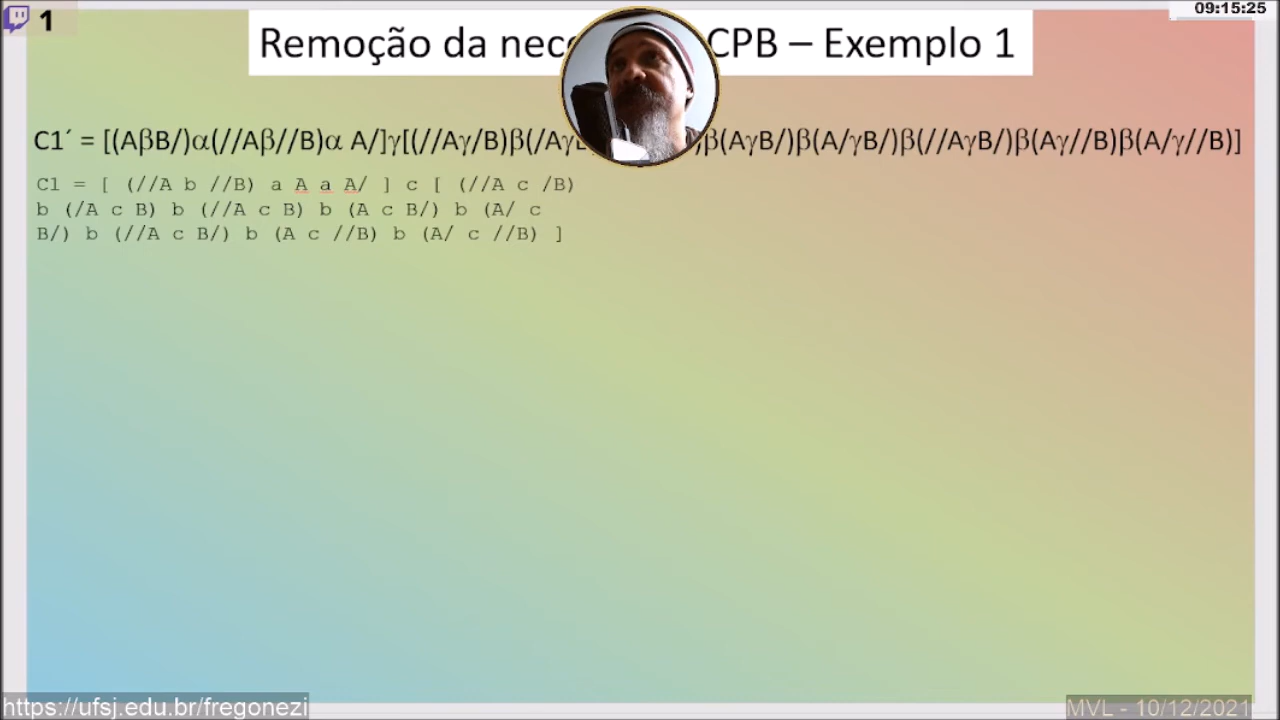 1
09:15:25
Remoção da CPB – Exemplo 1
C1´ = [(AβB/)α(//Aβ//B)α A/]γ[(//Aγ/B)β(/Aγ β(AγB/)β(A/γB/)β(//AγB/)β(Aγ//B)β(A/γ//B)]
C1 = [ (//A b //B) a A a A/ ] c [ (//A c /B)
b (/A c B) b (//A c B) b (A c B/) b (A/ c
B/) b (//A c B/) b (A c //B) b (A/ c //B) ]
https://ufsj.edu.br/fregonezi
MVL - 10/12/2021